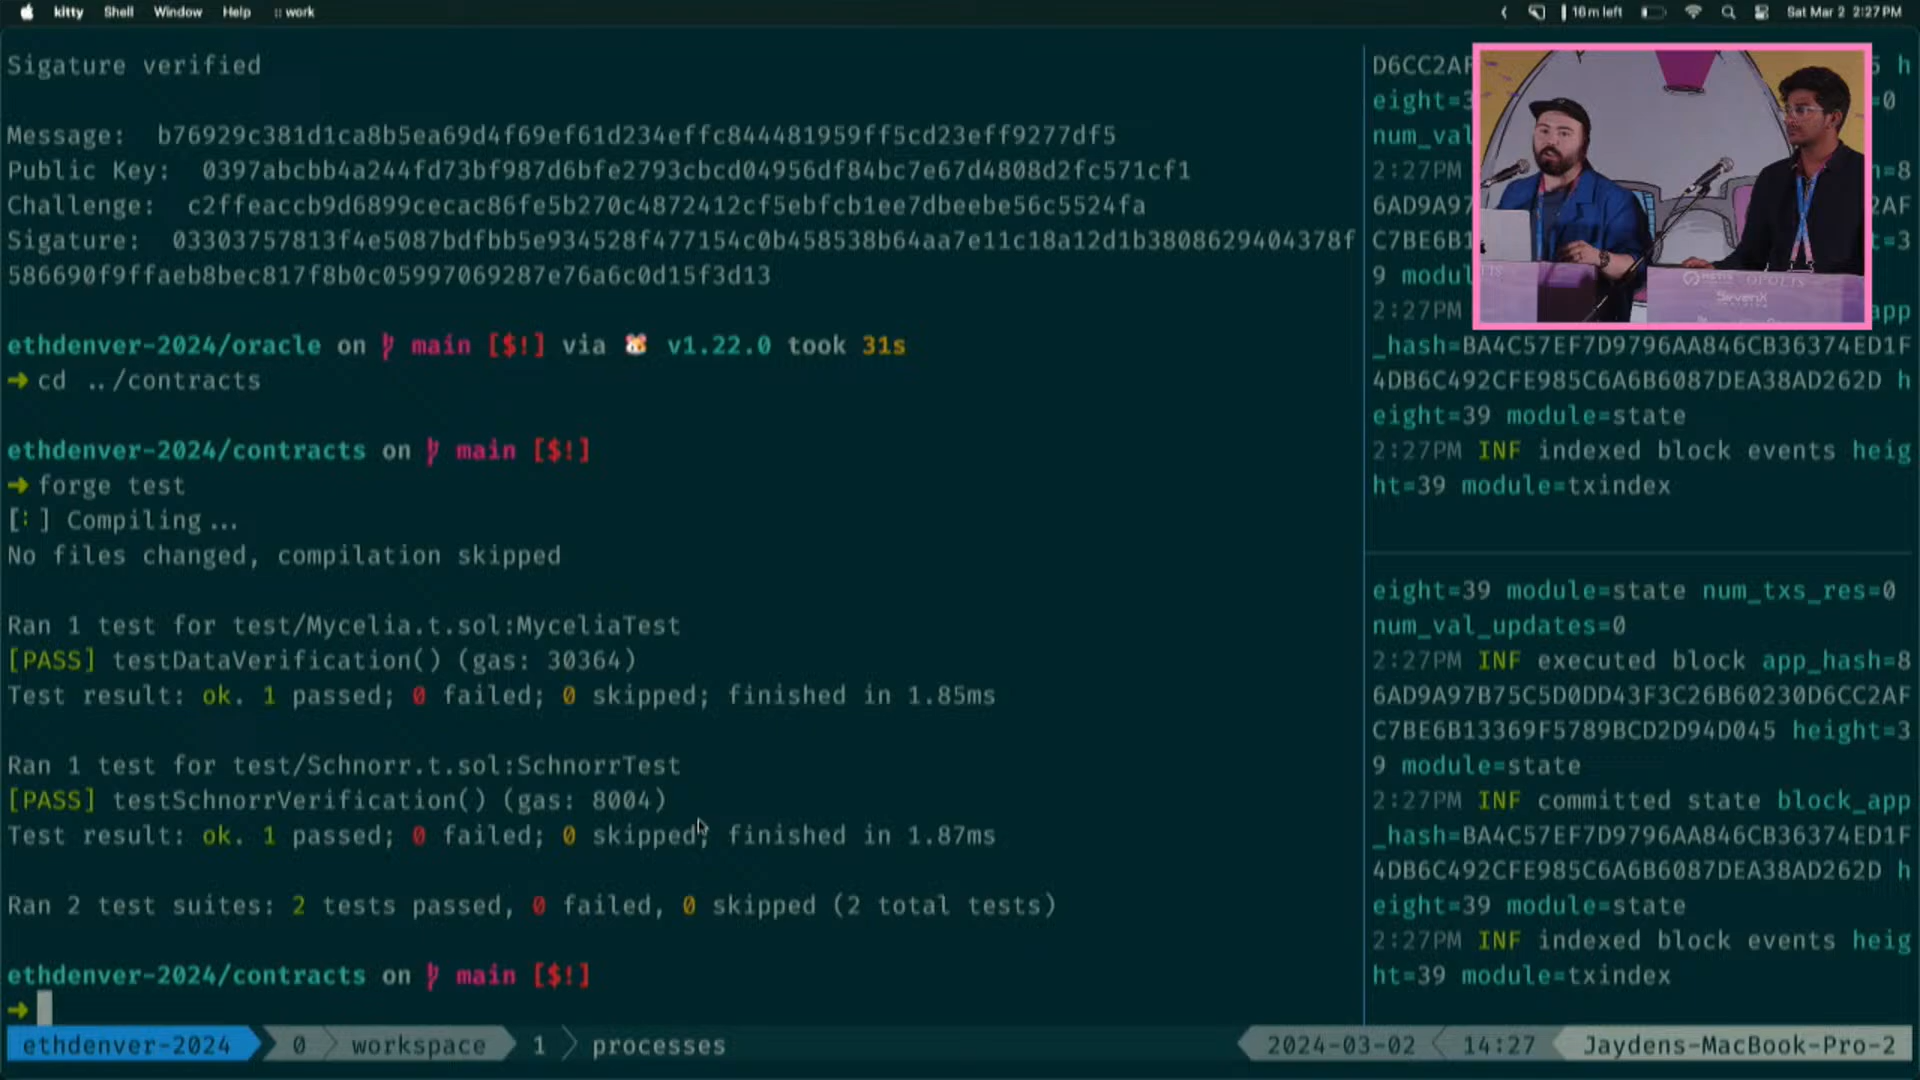 kitty Shell Window Help :: work
16m left Sat Mar 2 2:27PM
Sigature verified
Message: b76929c381d1ca8b5ea69d4f69ef61d234effc844481959ff5cd23eff9277df5
Public Key: 0397abcbb4a244fd73bf987d6bfe2793cbcd04956df84bc7e67d4808d2fc571cf1
Challenge: c2ffeaccb9d6899cecac86fe5b270c4872412cf5ebfcb1ee7dbeebe56c5524fa
Sigature: 03303757813f4e5087bdfbb5e934528f477154c0b458538b64aa7e11c18a12d1b3808629404378f
586690f9ffaeb8bec817f8b0c05997069287e76a6c0d15f3d13
ethdenver-2024/oracle on main [$!] via v1.22.0 took 31s
→ cd ../contracts
ethdenver-2024/contracts on main [$!]
→ forge test
[:] Compiling...
No files changed, compilation skipped
Ran 1 test for test/Mycelia.t.sol:MyceliaTest
[PASS] testDataVerification() (gas: 30364)
Test result: ok. 1 passed; 0 failed; 0 skipped; finished in 1.85ms
Ran 1 test for test/Schnorr.t.sol:SchnorrTest
[PASS] testSchnorrVerification() (gas: 8004)
Test result: ok. 1 passed; 0 failed; 0 skipped; finished in 1.87ms
Ran 2 test suites: 2 tests passed, 0 failed, 0 skipped (2 total tests)
ethdenver-2024/contracts on main [$!]
→
D6CC2AF 5 h
eight=3 =0
num_val
2:27PM =8
6AD9A97 2AF
C7BE6B1 t=3
9 modul
2:27PM app
_hash=BA4C57EF7D9796AA846CB36374ED1F
4DB6C492CFE985C6A6B6087DEA38AD262D h
eight=39 module=state
2:27PM INF indexed block events heig
ht=39 module=txindex
eight=39 module=state num_txs_res=0
num_val_updates=0
2:27PM INF executed block app_hash=8
6AD9A97B75C5D0DD43F3C26B60230D6CC2AF
C7BE6B13369F5789BCD2D94D045 height=3
9 module=state
2:27PM INF committed state block_app
_hash=BA4C57EF7D9796AA846CB36374ED1F
4DB6C492CFE985C6A6B6087DEA38AD262D h
eight=39 module=state
2:27PM INF indexed block events heig
ht=39 module=txindex
ethdenver-2024 0 workspace 1 processes 2024-03-02 14:27 Jaydens-MacBook-Pro-2